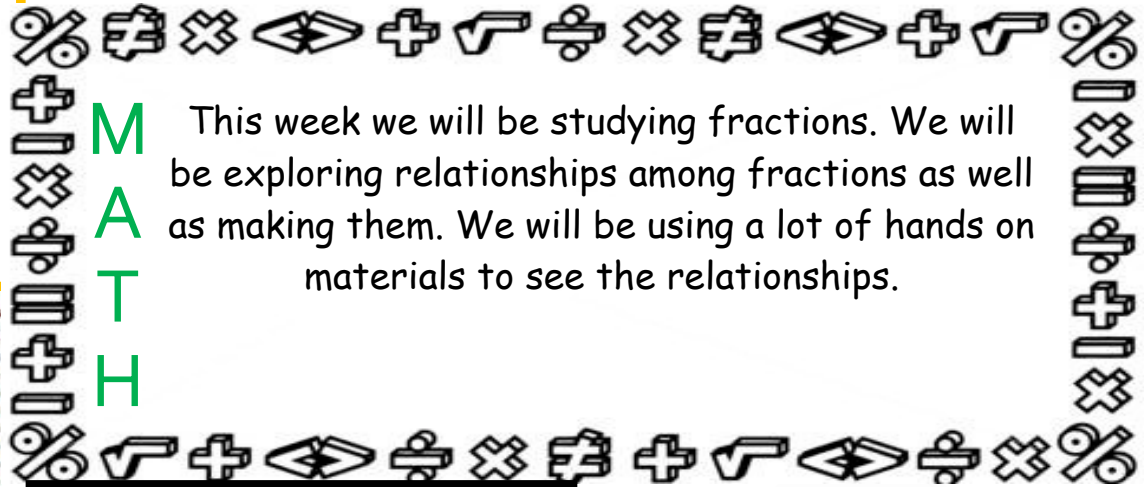 MATH
This week we will be studying fractions. We will
be exploring relationships among fractions as well
as making them. We will be using a lot of hands on
materials to see the relationships.